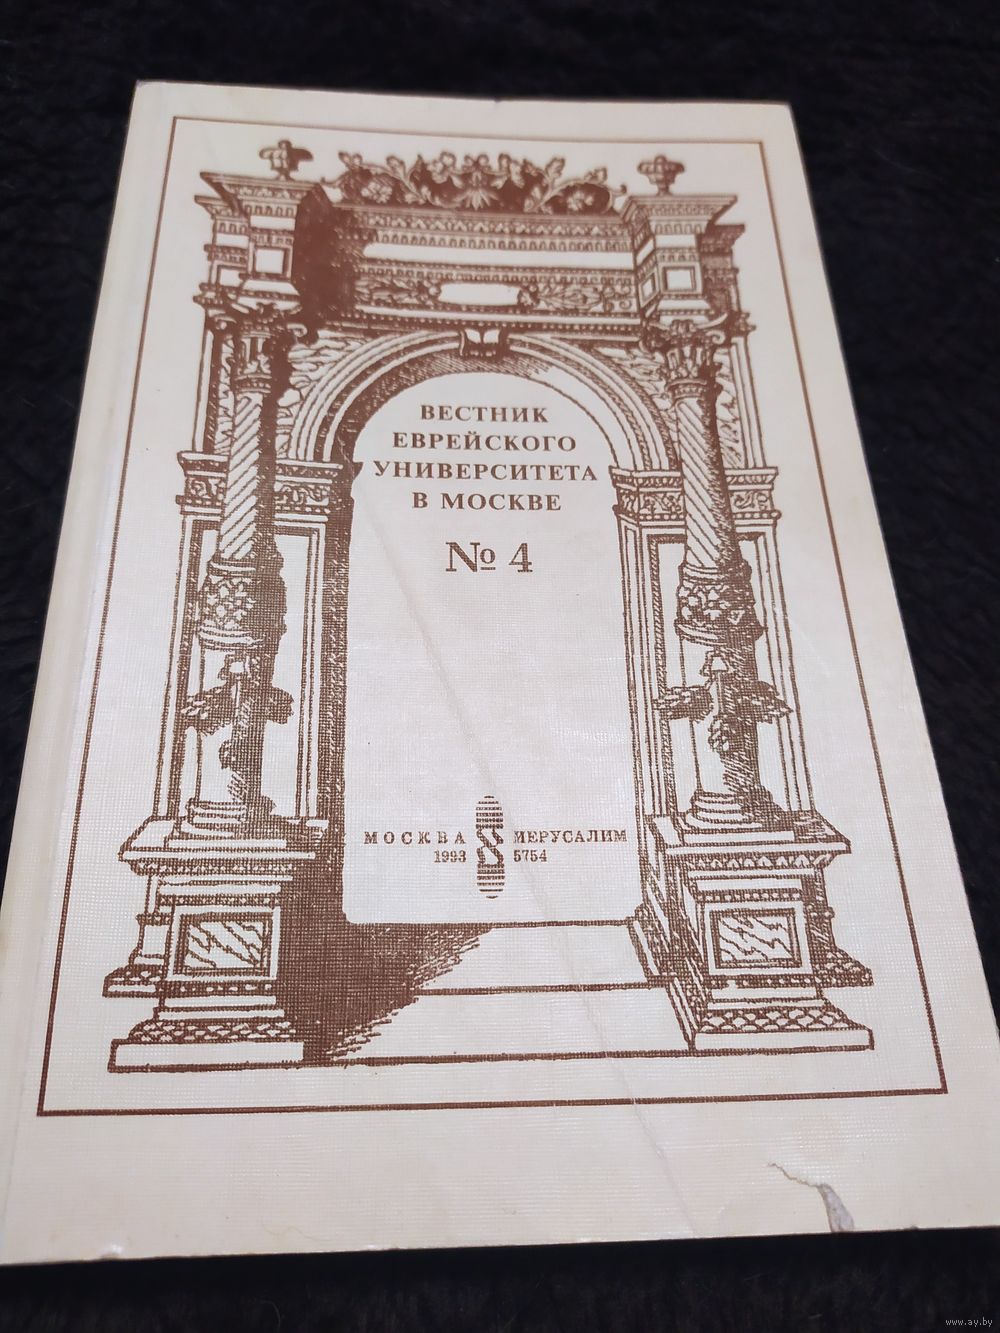 ВЕСТНИК
ЕВРЕЙСКОГО
УНИВЕРСИТЕТА
В МОСКВЕ
№ 4
МОСКВА ИЕРУСАЛИМ
1993 5754
www.ay.by